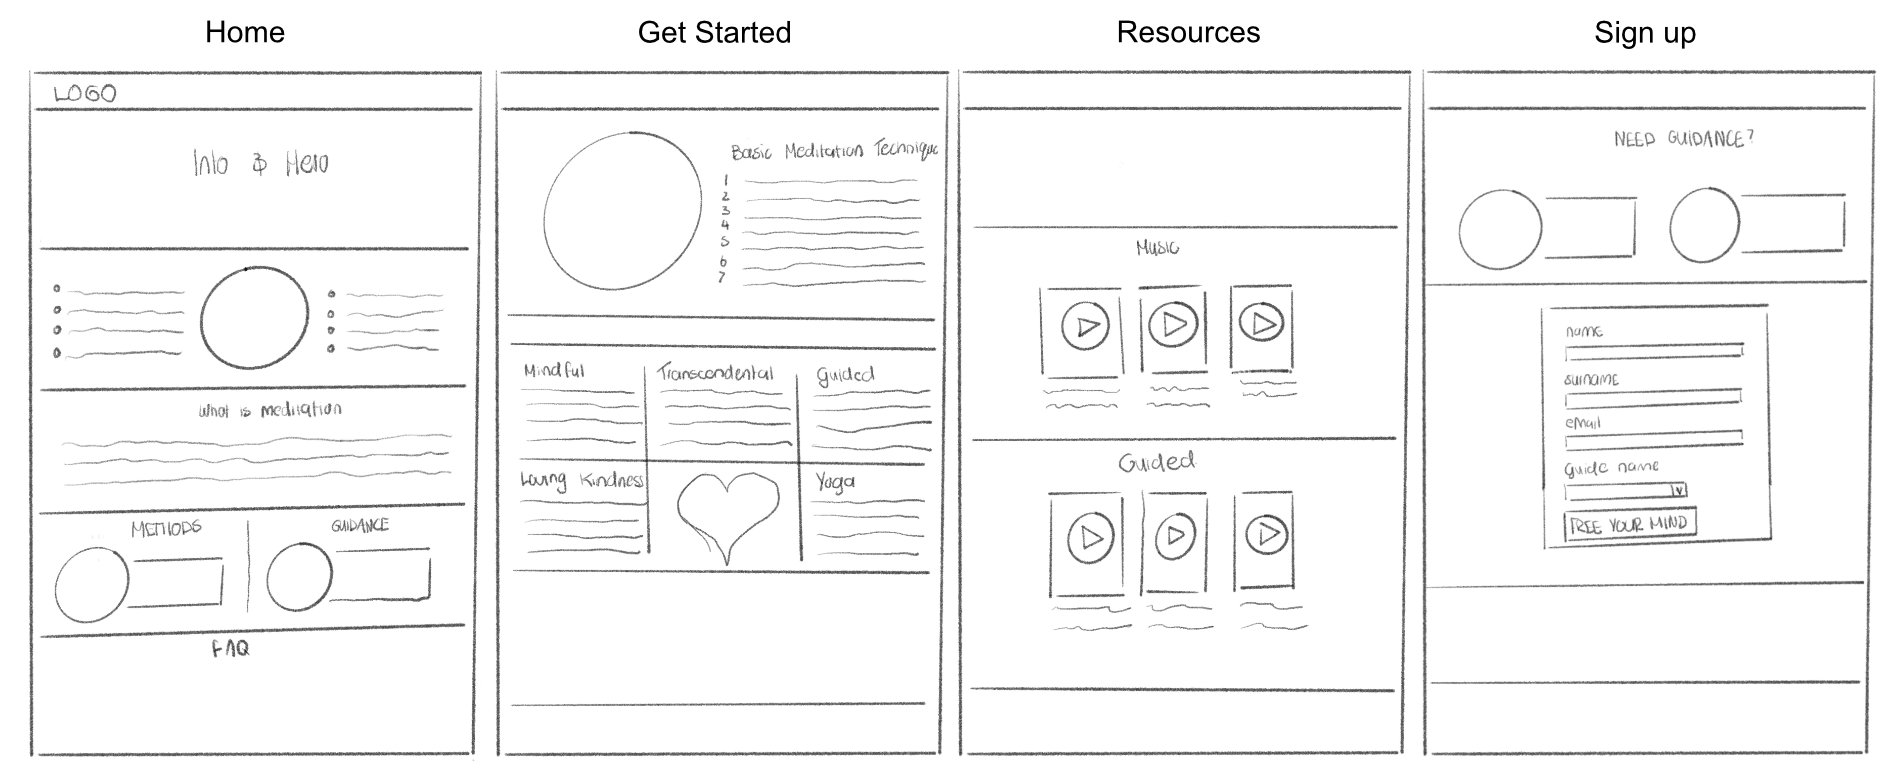 Home
LOGO
Info & Hero
What is meditation
METHODS
GUIDANCE
FAQ
Get Started
Basic Meditation Technique
1
2
3
4
5
6
7
Mindful
Transcendental
Guided
Loving Kindness
Yoga
Resources
Music
Guided
Sign up
NEED GUIDANCE?
name
surname
email
guide name
FREE YOUR MIND